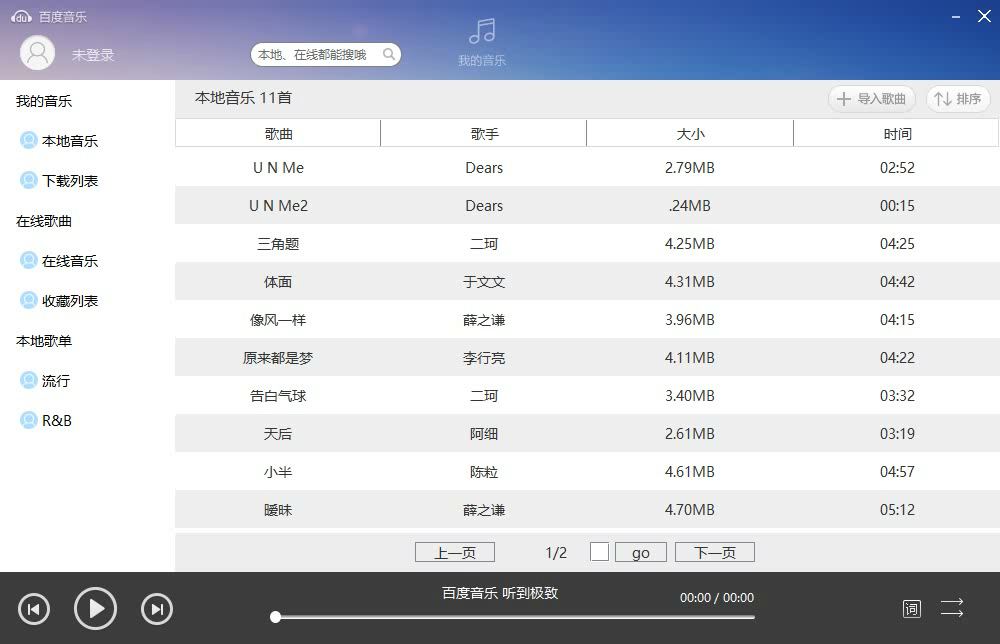 du 百度音乐
未登录
本地、在线都能搜哦
我的音乐
我的音乐
本地音乐
下载列表
在线歌曲
在线音乐
收藏列表
本地歌单
流行
R&B
本地音乐 11首
导入歌曲 排序
歌曲 歌手 大小 时间
U N Me Dears 2.79MB 02:52
U N Me2 Dears .24MB 00:15
三角题 二珂 4.25MB 04:25
体面 于文文 4.31MB 04:42
像风一样 薛之谦 3.96MB 04:15
原来都是梦 李行亮 4.11MB 04:22
告白气球 二珂 3.40MB 03:32
天后 阿细 2.61MB 03:19
小半 陈粒 4.61MB 04:57
暧昧 薛之谦 4.70MB 05:12
上一页 1/2 go 下一页
百度音乐 听到极致
00:00 / 00:00
词